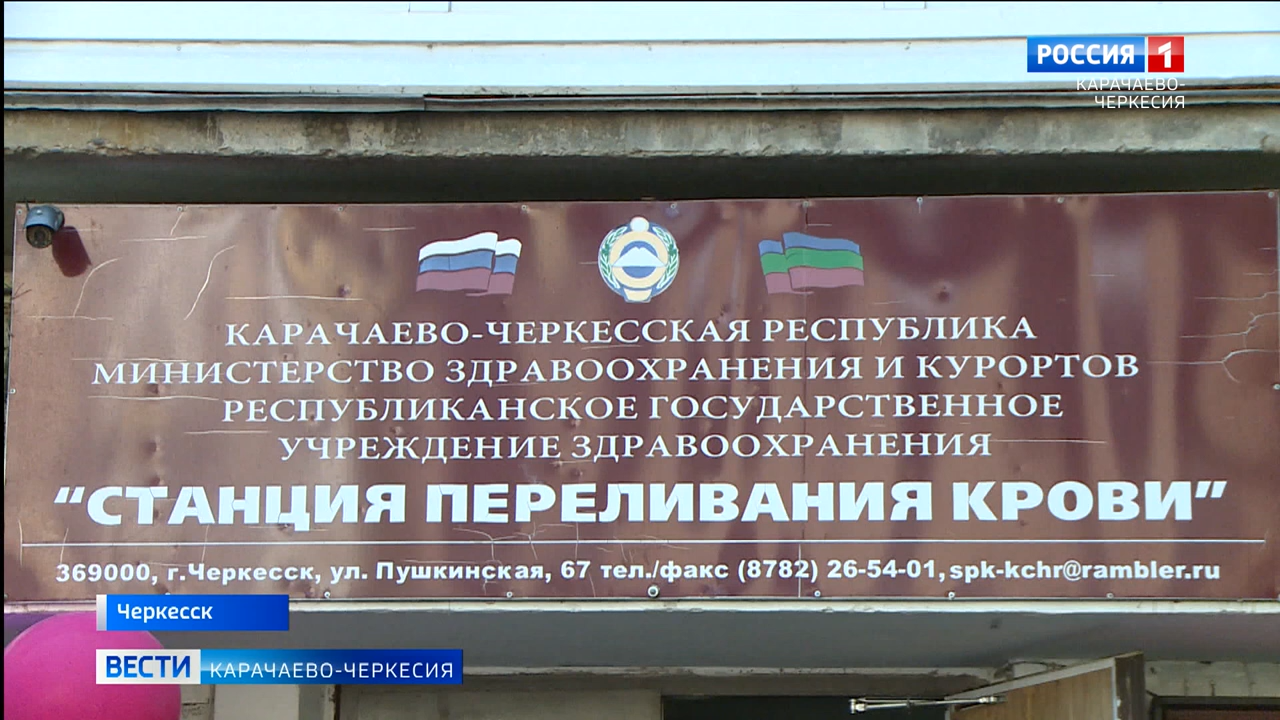 РОССИЯ 1
КАРАЧАЕВО-
ЧЕРКЕСИЯ
КАРАЧАЕВО-ЧЕРКЕССКАЯ РЕСПУБЛИКА
МИНИСТЕРСТВО ЗДРАВООХРАНЕНИЯ И КУРОРТОВ
РЕСПУБЛИКАНСКОЕ ГОСУДАРСТВЕННОЕ
УЧРЕЖДЕНИЕ ЗДРАВООХРАНЕНИЯ
“СТАНЦИЯ ПЕРЕЛИВАНИЯ КРОВИ”
369000, г.Черкесск, ул. Пушкинская, 67 тел./факс (8782) 26-54-01, spk-kchr@rambler.ru
Черкесск
ВЕСТИ КАРАЧАЕВО-ЧЕРКЕСИЯ